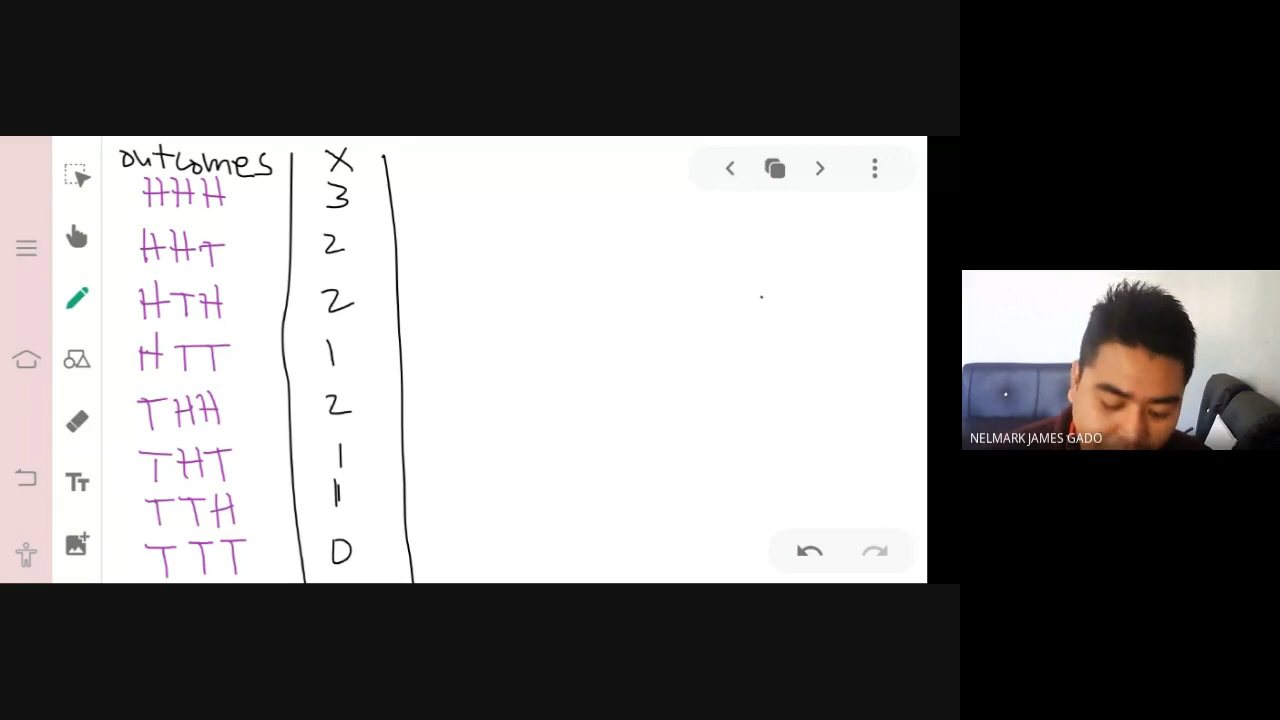 outcomes X
HHH 3
HHT 2
HTH 2
HTT 1
THH 2
THT 1
TTH 1
TTT 0
TT
NELMARK JAMES GADO